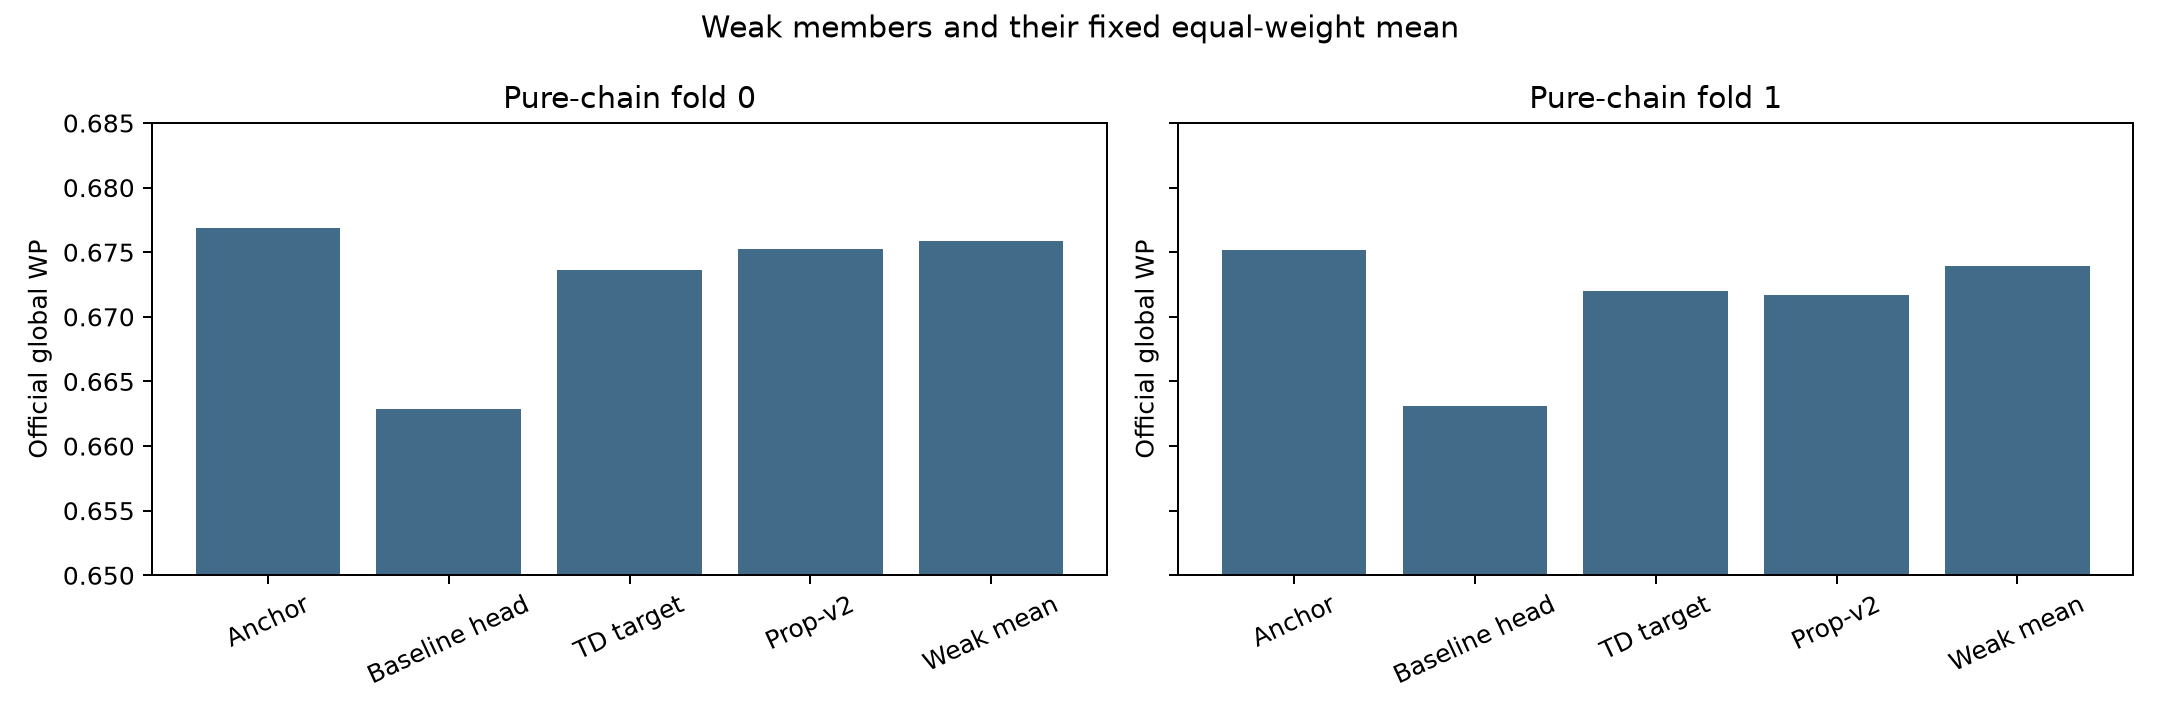 Weak members and their fixed equal-weight mean
Pure-chain fold 0
Official global WP
0.685
0.680
0.675
0.670
0.665
0.660
0.655
0.650
Anchor
Baseline head
TD target
Prop-v2
Weak mean
Pure-chain fold 1
Official global WP
Anchor
Baseline head
TD target
Prop-v2
Weak mean